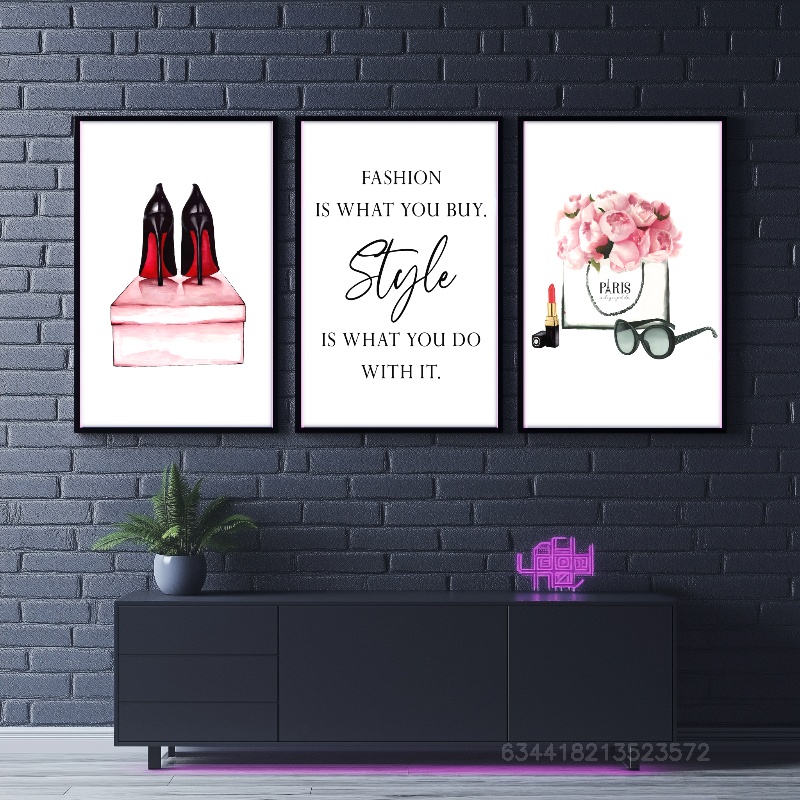 FASHION
IS WHAT YOU BUY.
Style
IS WHAT YOU DO
WITH IT.
PARIS
634418213523572